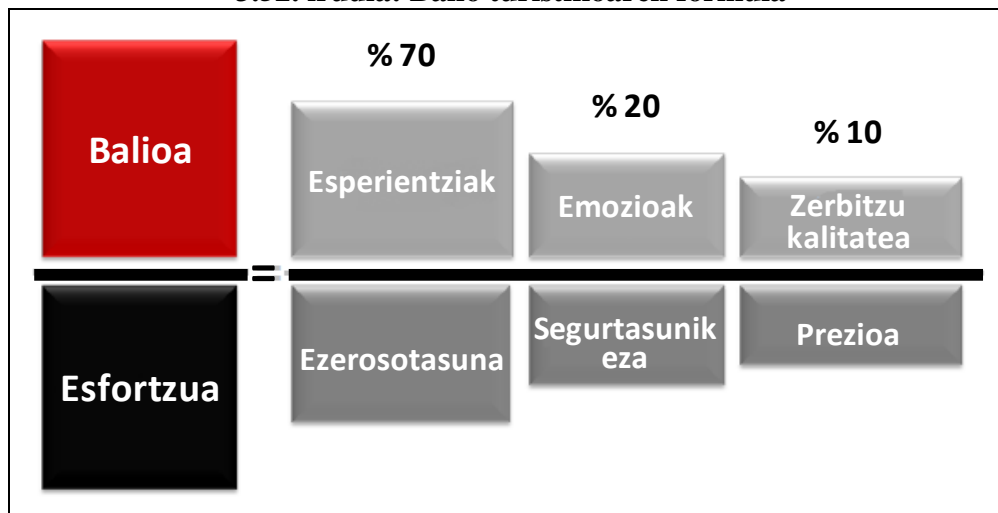 % 70
% 20
% 10
Balioa
Esperientziak
Emozioak
Zerbitzu
kalitatea
=
Esfortzua
Ezerosotasuna
Segurtasunik
eza
Prezioa